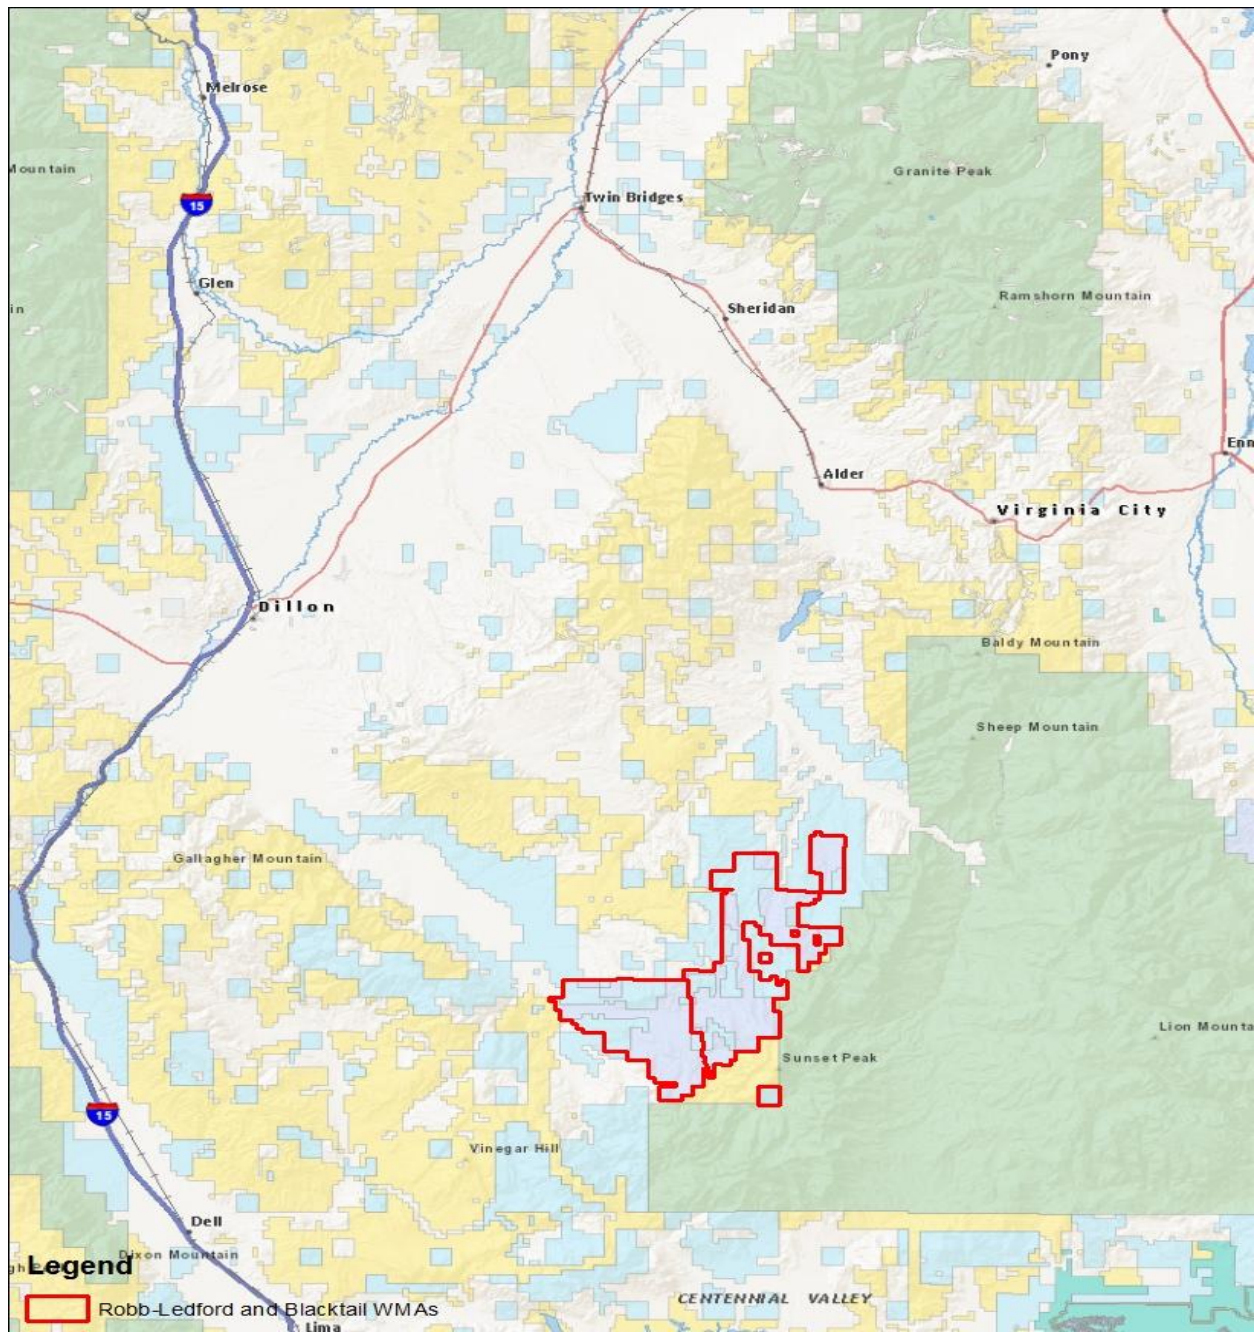 Pony
Melrose
Mountain
Granite Peak
15
Twin Bridges
Glen
Ramshorn Mountain
in
Sheridan
Enn
Alder
Virginia City
Dillon
Baldy Mountain
Sheep Mountain
Gallagher Mountain
Lion Mounta
Sunset Peak
15
Vinegar Hill
Dell
Dixon Mountain
Legend
CENTENNIAL VALLEY
Robb-Ledford and Blacktail WMAs
Lima